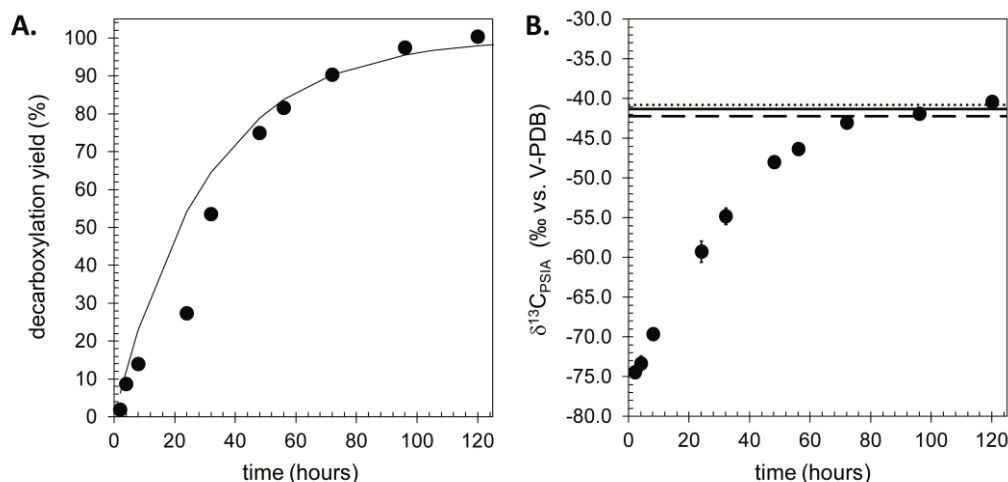 A.
decarboxylation yield (%)
100
90
80
70
60
50
40
30
20
10
0
0 20 40 60 80 100 120
time (hours)
B.
δ¹³C_PSIA (‰ vs. V-PDB)
-30.0
-35.0
-40.0
-45.0
-50.0
-55.0
-60.0
-65.0
-70.0
-75.0
-80.0
0 20 40 60 80 100 120
time (hours)